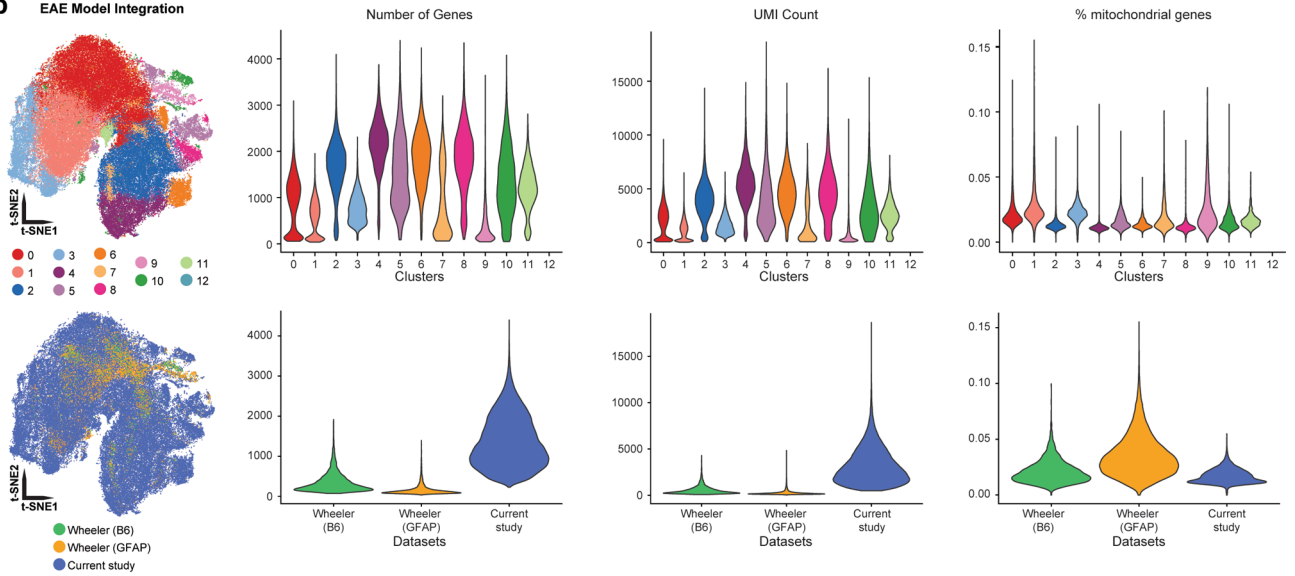 b
EAE Model Integration
t-SNE2
t-SNE1
0
1
2
3
4
5
6
7
8
9
10
11
12
Number of Genes
4000
3000
2000
1000
0
0 1 2 3 4 5 6 7 8 9 10 11 12
Clusters
UMI Count
15000
10000
5000
0
0 1 2 3 4 5 6 7 8 9 10 11 12
Clusters
% mitochondrial genes
0.15
0.10
0.05
0.00
0 1 2 3 4 5 6 7 8 9 10 11 12
Clusters
t-SNE2
t-SNE1
Wheeler (B6)
Wheeler (GFAP)
Current study
4000
3000
2000
1000
0
Wheeler Wheeler Current
(B6) (GFAP) study
Datasets
15000
10000
5000
0
Wheeler Wheeler Current
(B6) (GFAP) study
Datasets
0.15
0.10
0.05
0.00
Wheeler Wheeler Current
(B6) (GFAP) study
Datasets